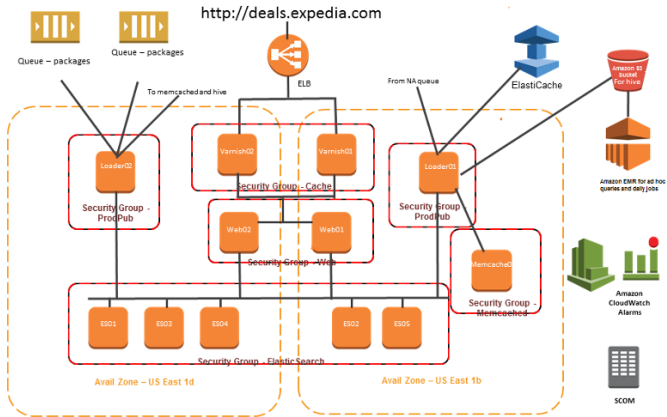 http://deals.expedia.com
Queue – packages
Queue – packages
ELB
To memcached and hive
From NA queue
ElastiCache
Amazon S3
bucket
For hive
Varnish02
Varnish01
Security Group - Cache
Loader02
Security Group -
ProdPub
Loader01
Security Group -
ProdPub
Amazon EMR for ad hoc
queries and daily jobs
Web02
Web01
Security Group - Web
Memcache0
Security Group -
Memcached
Amazon
CloudWatch
Alarms
ES01
ES03
ES04
ES02
ES05
Security Group - ElasticSearch
Avail Zone – US East 1d
Avail Zone – US East 1b
SCOM